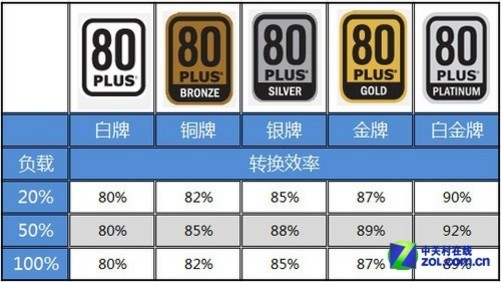 80 PLUS
80 PLUS BRONZE
80 PLUS SILVER
80 PLUS GOLD
80 PLUS PLATINUM
白牌 铜牌 银牌 金牌 白金牌
负载 转换效率
20% 80% 82% 85% 87% 90%
50% 80% 85% 88% 89% 92%
100% 80% 82% 85% 87% 89%
中关村在线
ZOL.COM.CN